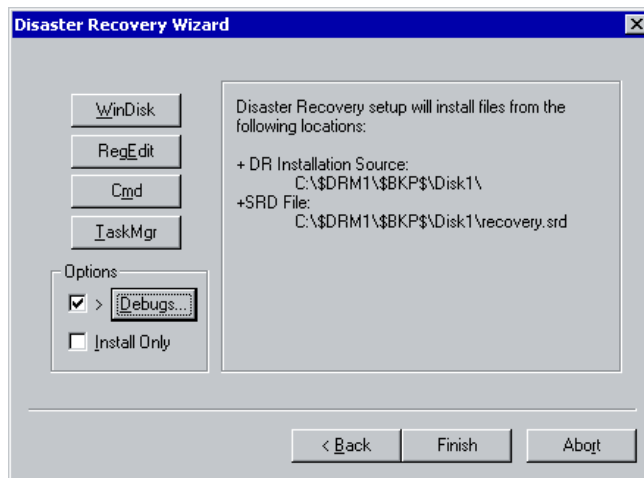 Disaster Recovery Wizard
WinDisk
RegEdit
Cmd
TaskMgr
Options
> Debugs...
Install Only
Disaster Recovery setup will install files from the
following locations:
+ DR Installation Source:
C:\$DRM1\$BKP$\Disk1\
+SRD File:
C:\$DRM1\$BKP$\Disk1\recovery.srd
< Back
Finish
Abort